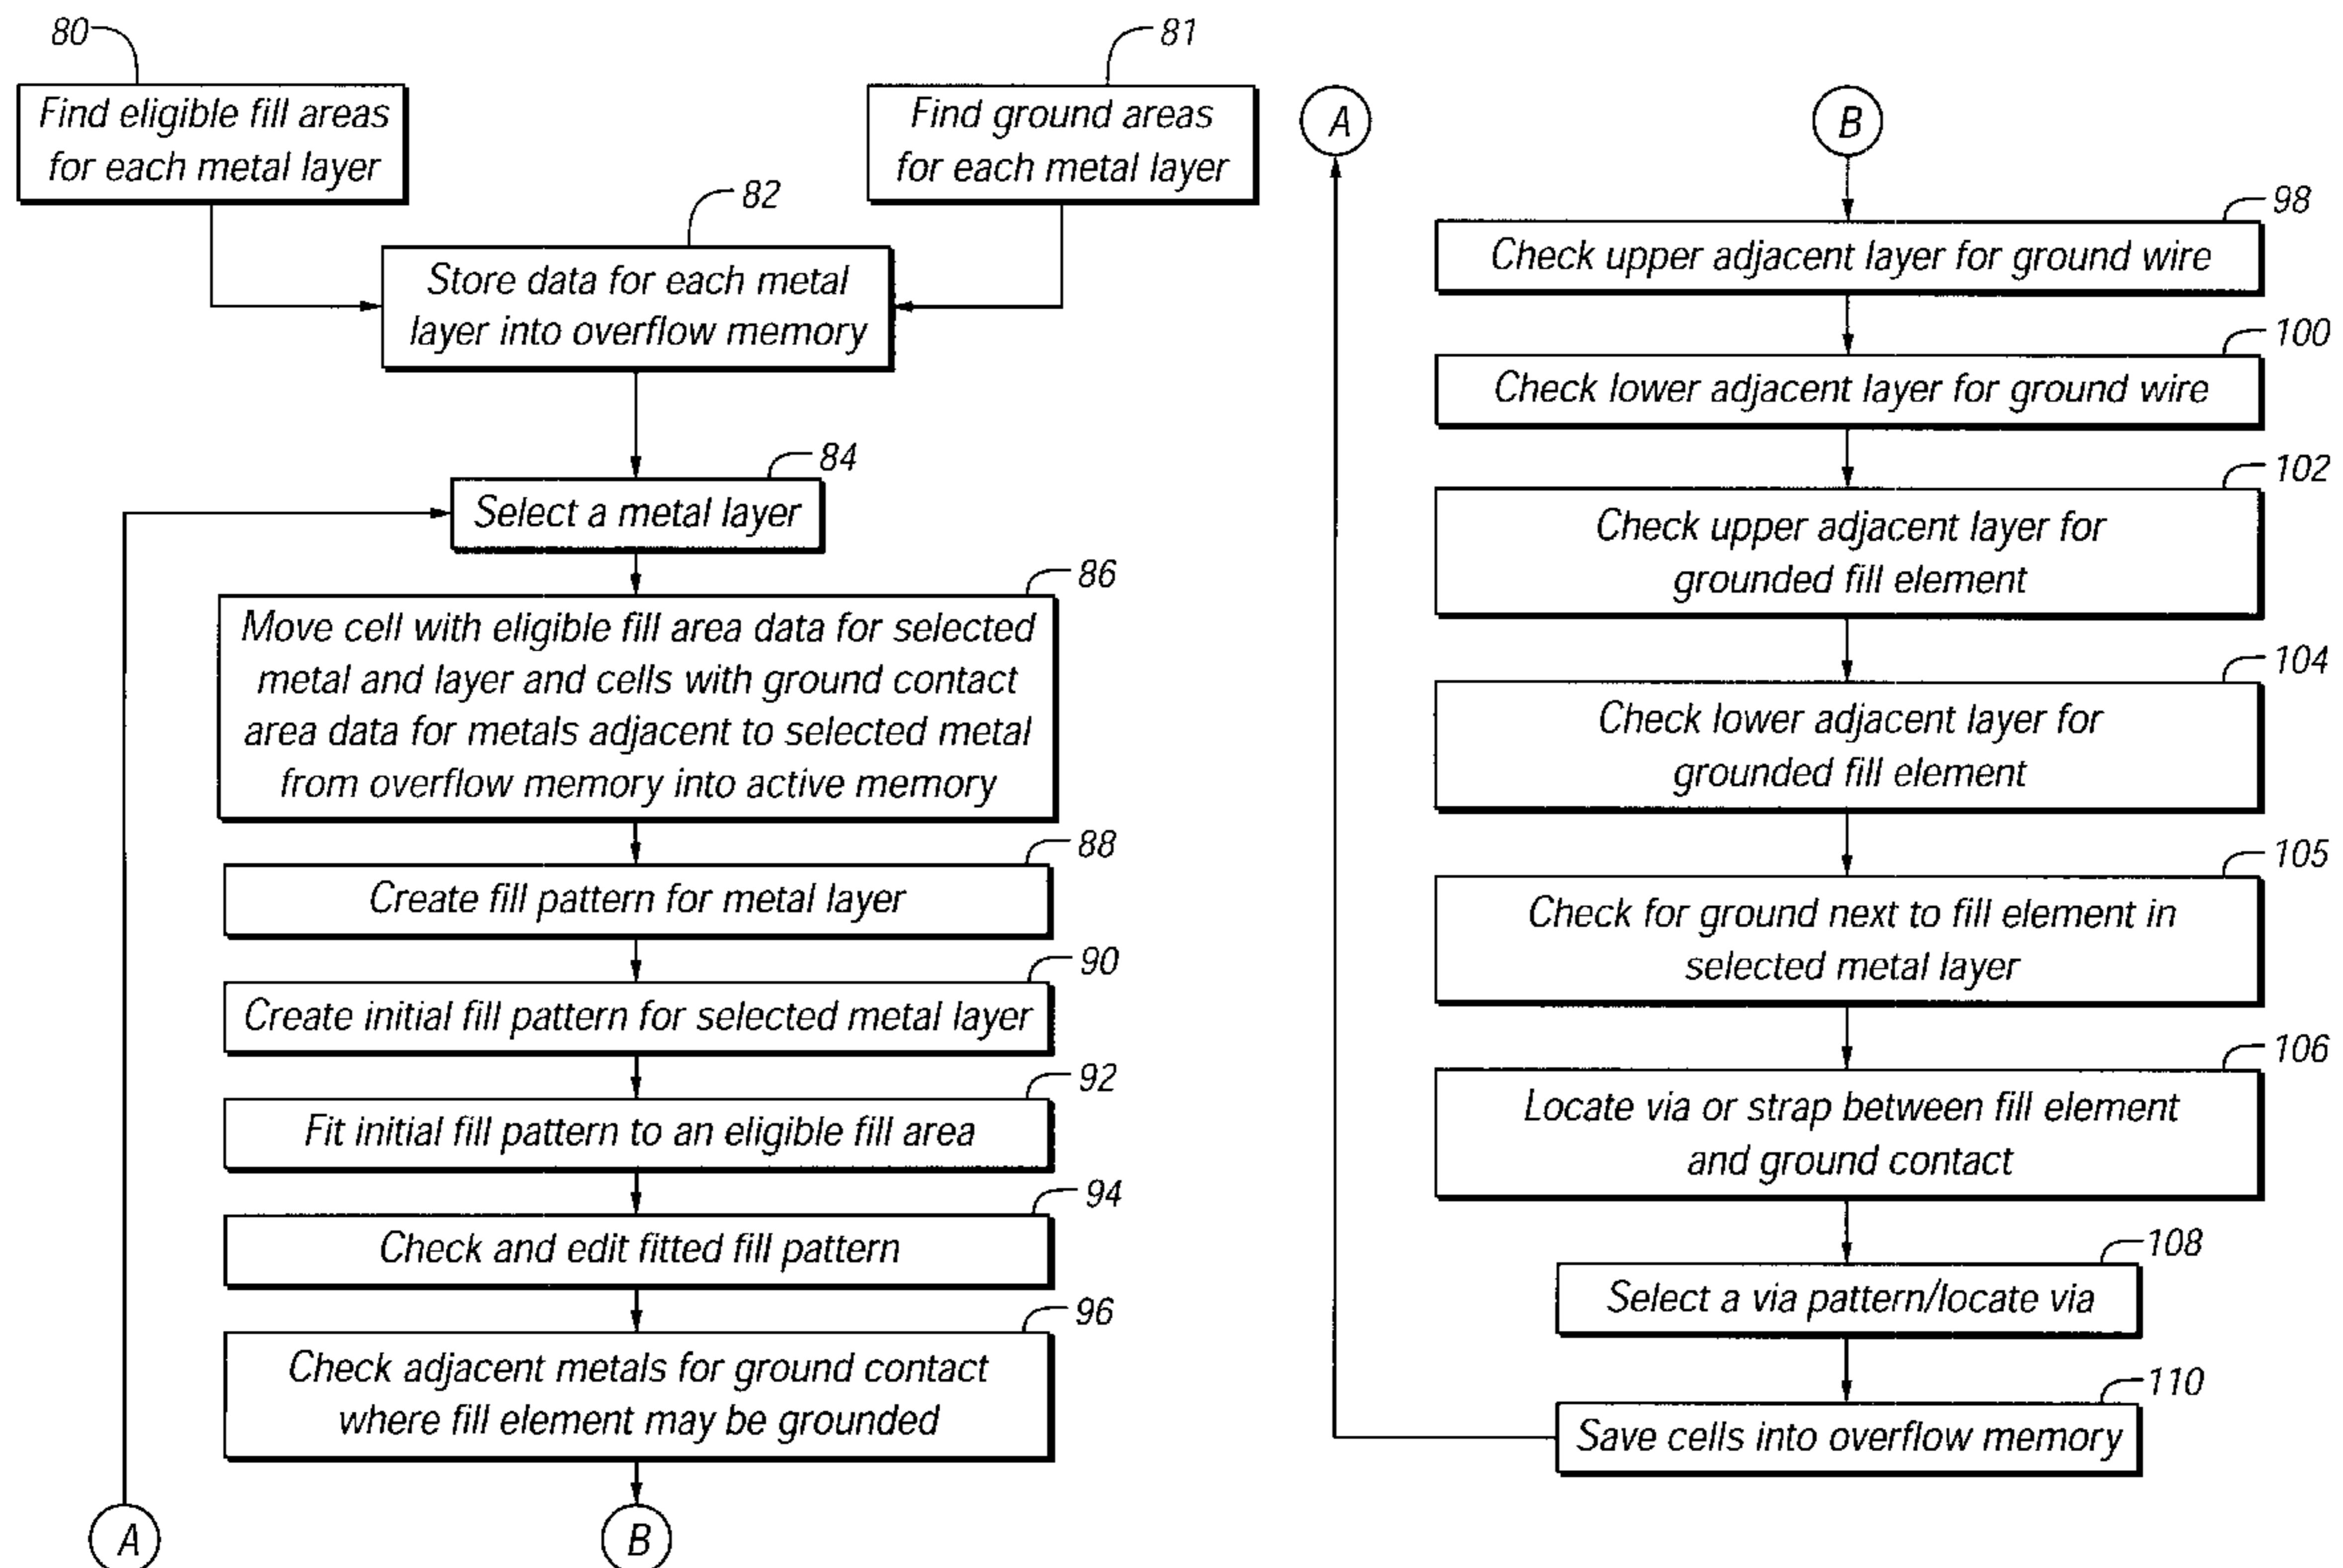 80
Find eligible fill areas
for each metal layer
81
Find ground areas
for each metal layer
82
Store data for each metal
layer into overflow memory
84
Select a metal layer
86
Move cell with eligible fill area data for selected
metal and layer and cells with ground contact
area data for metals adjacent to selected metal
from overflow memory into active memory
88
Create fill pattern for metal layer
90
Create initial fill pattern for selected metal layer
92
Fit initial fill pattern to an eligible fill area
94
Check and edit fitted fill pattern
96
Check adjacent metals for ground contact
where fill element may be grounded
A
B
A
B
98
Check upper adjacent layer for ground wire
100
Check lower adjacent layer for ground wire
102
Check upper adjacent layer for
grounded fill element
104
Check lower adjacent layer for
grounded fill element
105
Check for ground next to fill element in
selected metal layer
106
Locate via or strap between fill element
and ground contact
108
Select a via pattern/locate via
110
Save cells into overflow memory